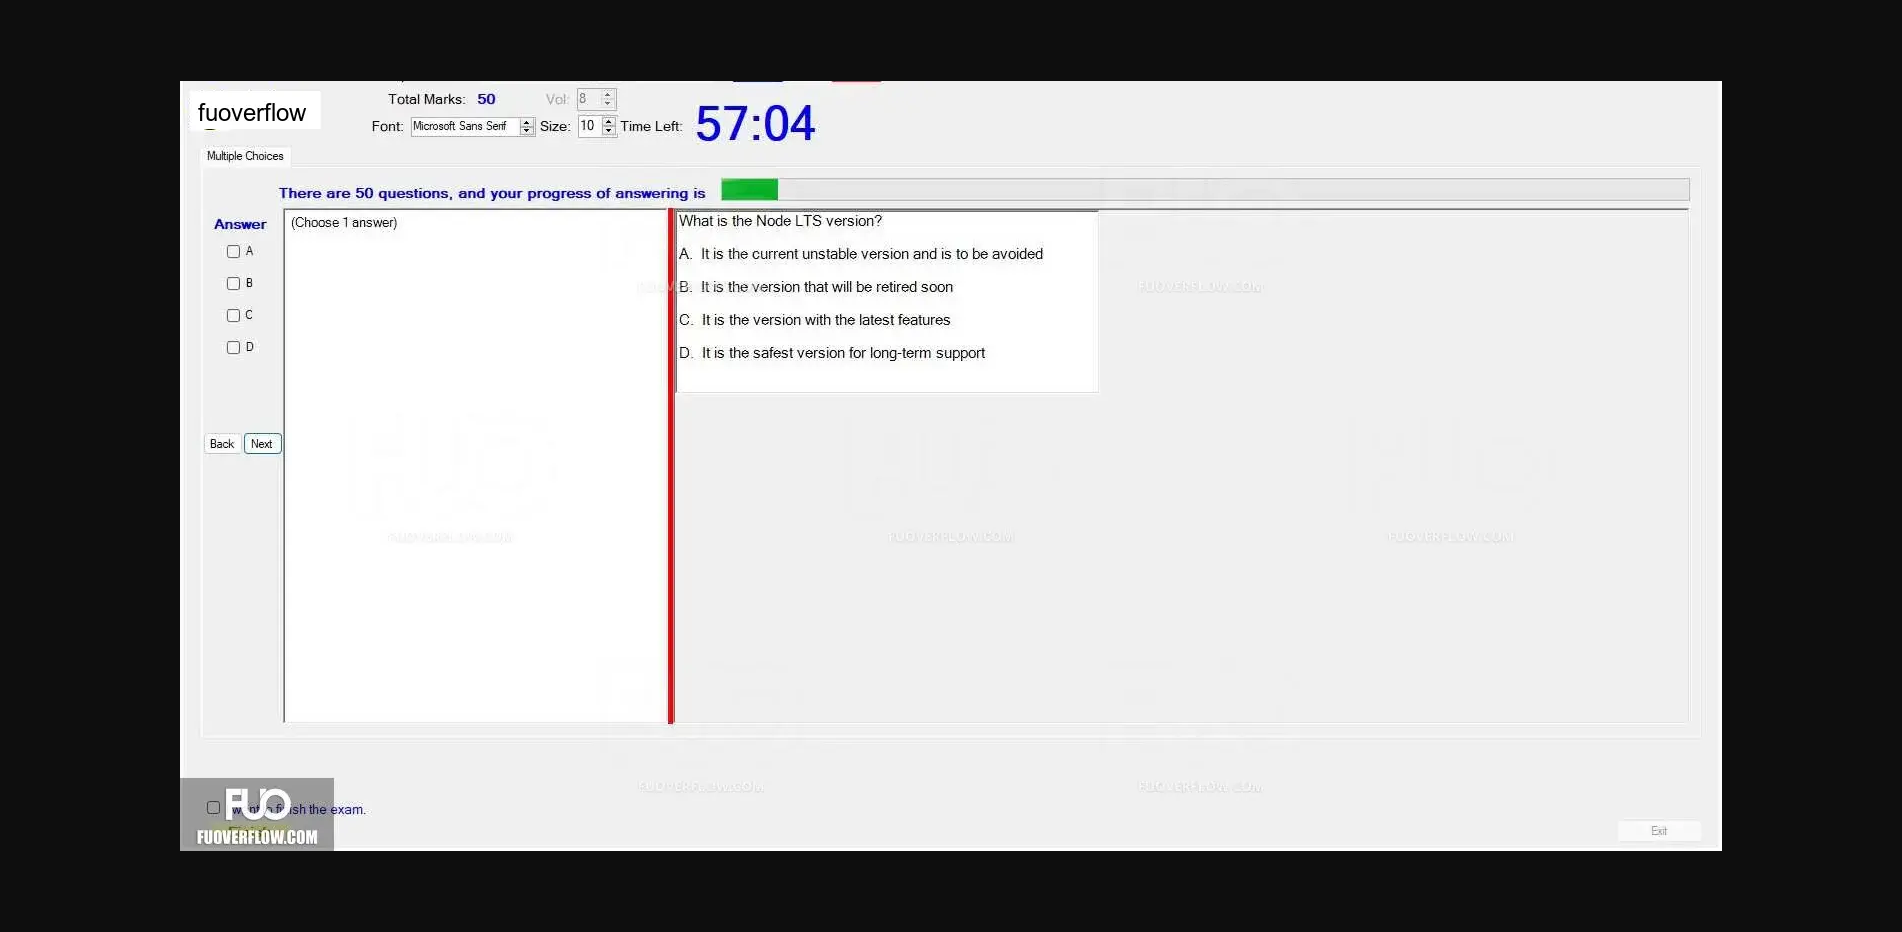 fuoverflow
Total Marks: 50 Vol: 8
Font: Microsoft Sans Serif Size: 10 Time Left: 57:04
Multiple Choices
There are 50 questions, and your progress of answering is
Answer
A
B
C
D
Back Next
(Choose 1 answer)
What is the Node LTS version?
A. It is the current unstable version and is to be avoided
B. It is the version that will be retired soon
C. It is the version with the latest features
D. It is the safest version for long-term support
FUOVERFLOW.COM
FUOVERFLOW.COM
FUOVERFLOW.COM
FUOVERFLOW.COM
FUOVERFLOW.COM
FUOVERFLOW.COM
FUO
I want to finish the exam.
FUOVERFLOW.COM
Exit